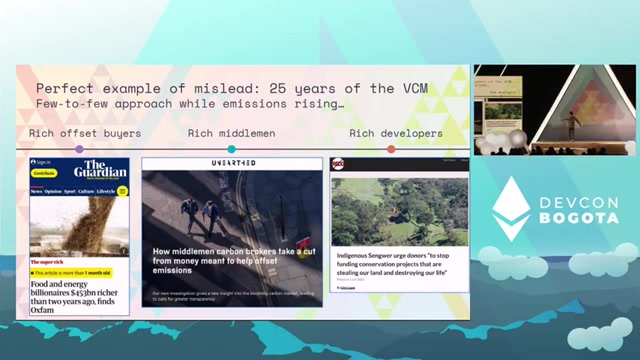 Perfect example of mislead: 25 years of the VCM
Few-to-few approach while emissions rising…
Rich offset buyers
Rich middlemen
Rich developers
Sign in
Contribute
The
Guardian
News Opinion Sport Culture Lifestyle
The super rich
This article is more than 1 month old
Food and energy
billionaires $453bn richer
than two years ago, finds
Oxfam
UNEARTHED
How middlemen carbon brokers take a cut
from money meant to help offset
emissions
Our new investigation gives a new insight into the booming carbon market, leading
to calls for greater transparency
Indigenous Sengwer urge donors "to stop
funding conservation projects that are
stealing our land and destroying our life"
DEVCON
BOGOTA